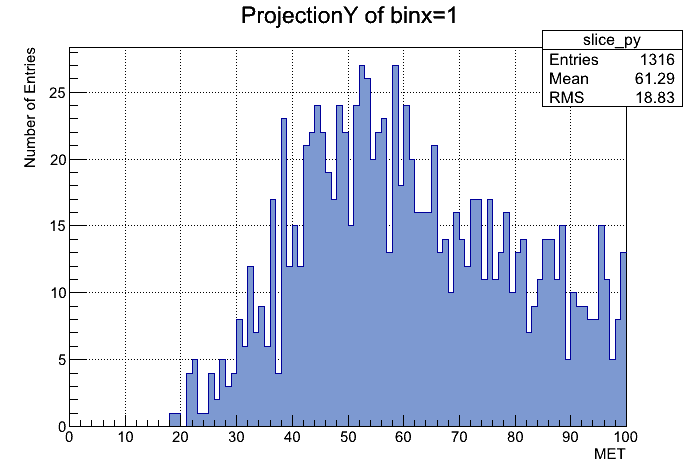 ProjectionY of binx=1
slice_py
Entries 1316
Mean 61.29
RMS 18.83
Number of Entries
25
20
15
10
5
0
0 10 20 30 40 50 60 70 80 90 100
MET